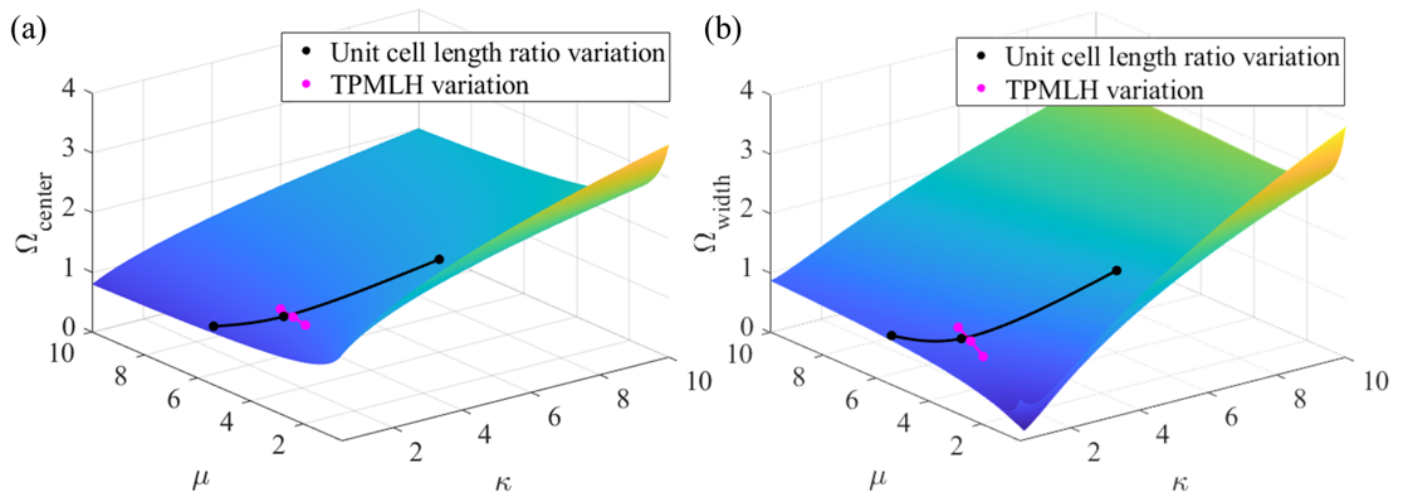 (a)
Unit cell length ratio variation
TPMLH variation
4
3
2
1
0
Ω_center
10
8
6
4
2
μ
2
4
6
8
10
κ
(b)
Unit cell length ratio variation
TPMLH variation
4
3
2
1
0
Ω_width
10
8
6
4
2
μ
2
4
6
8
10
κ